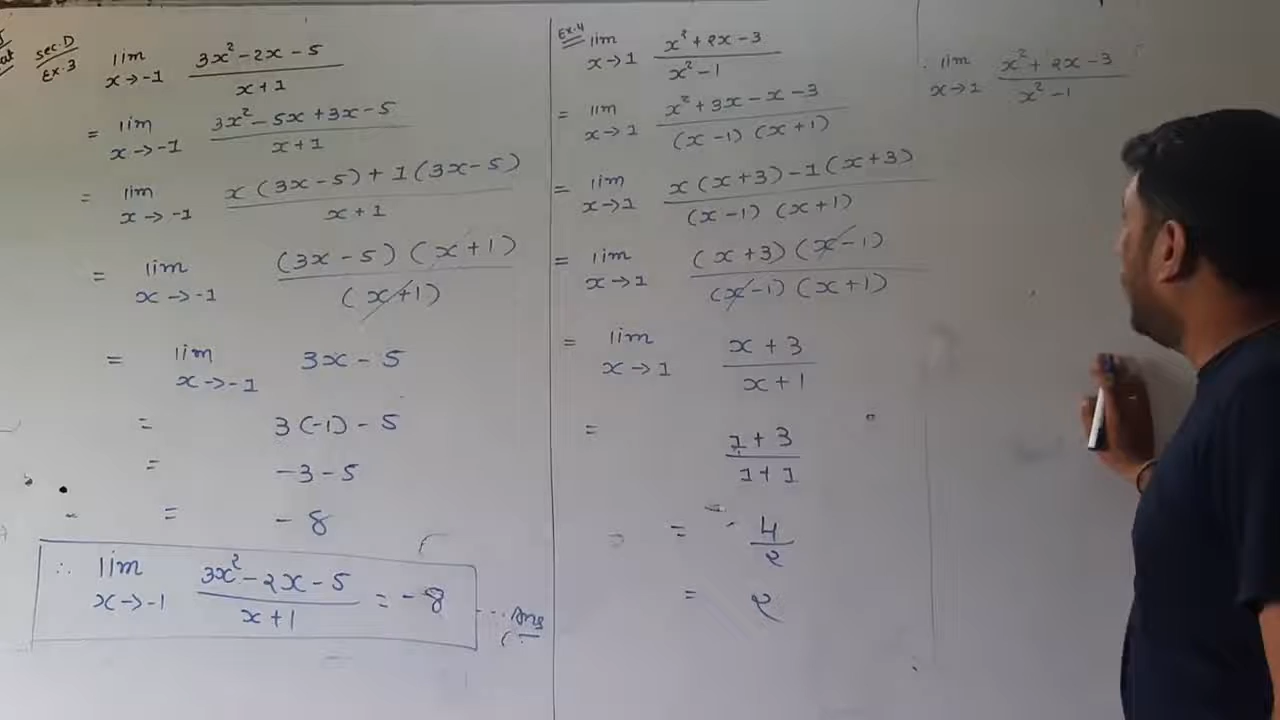 Sec.D
Ex.3
lim x→-1 (3x²-2x-5)/(x+1)
= lim x→-1 (3x²-5x+3x-5)/(x+1)
= lim x→-1 (x(3x-5)+1(3x-5))/(x+1)
= lim x→-1 ((3x-5)(x+1))/((x+1))
= lim x→-1 3x-5
= 3(-1)-5
= -3-5
= -8
∴ lim x→-1 (3x²-2x-5)/(x+1) = -8
Ans
Ex.4
lim x→1 (x²+2x-3)/(x²-1)
= lim x→1 (x²+3x-x-3)/((x-1)(x+1))
= lim x→1 (x(x+3)-1(x+3))/((x-1)(x+1))
= lim x→1 ((x+3)(x-1))/((x-1)(x+1))
= lim x→1 (x+3)/(x+1)
= (1+3)/(1+1)
= 4/2
= 2
∴ lim x→1 (x²+2x-3)/(x²-1)